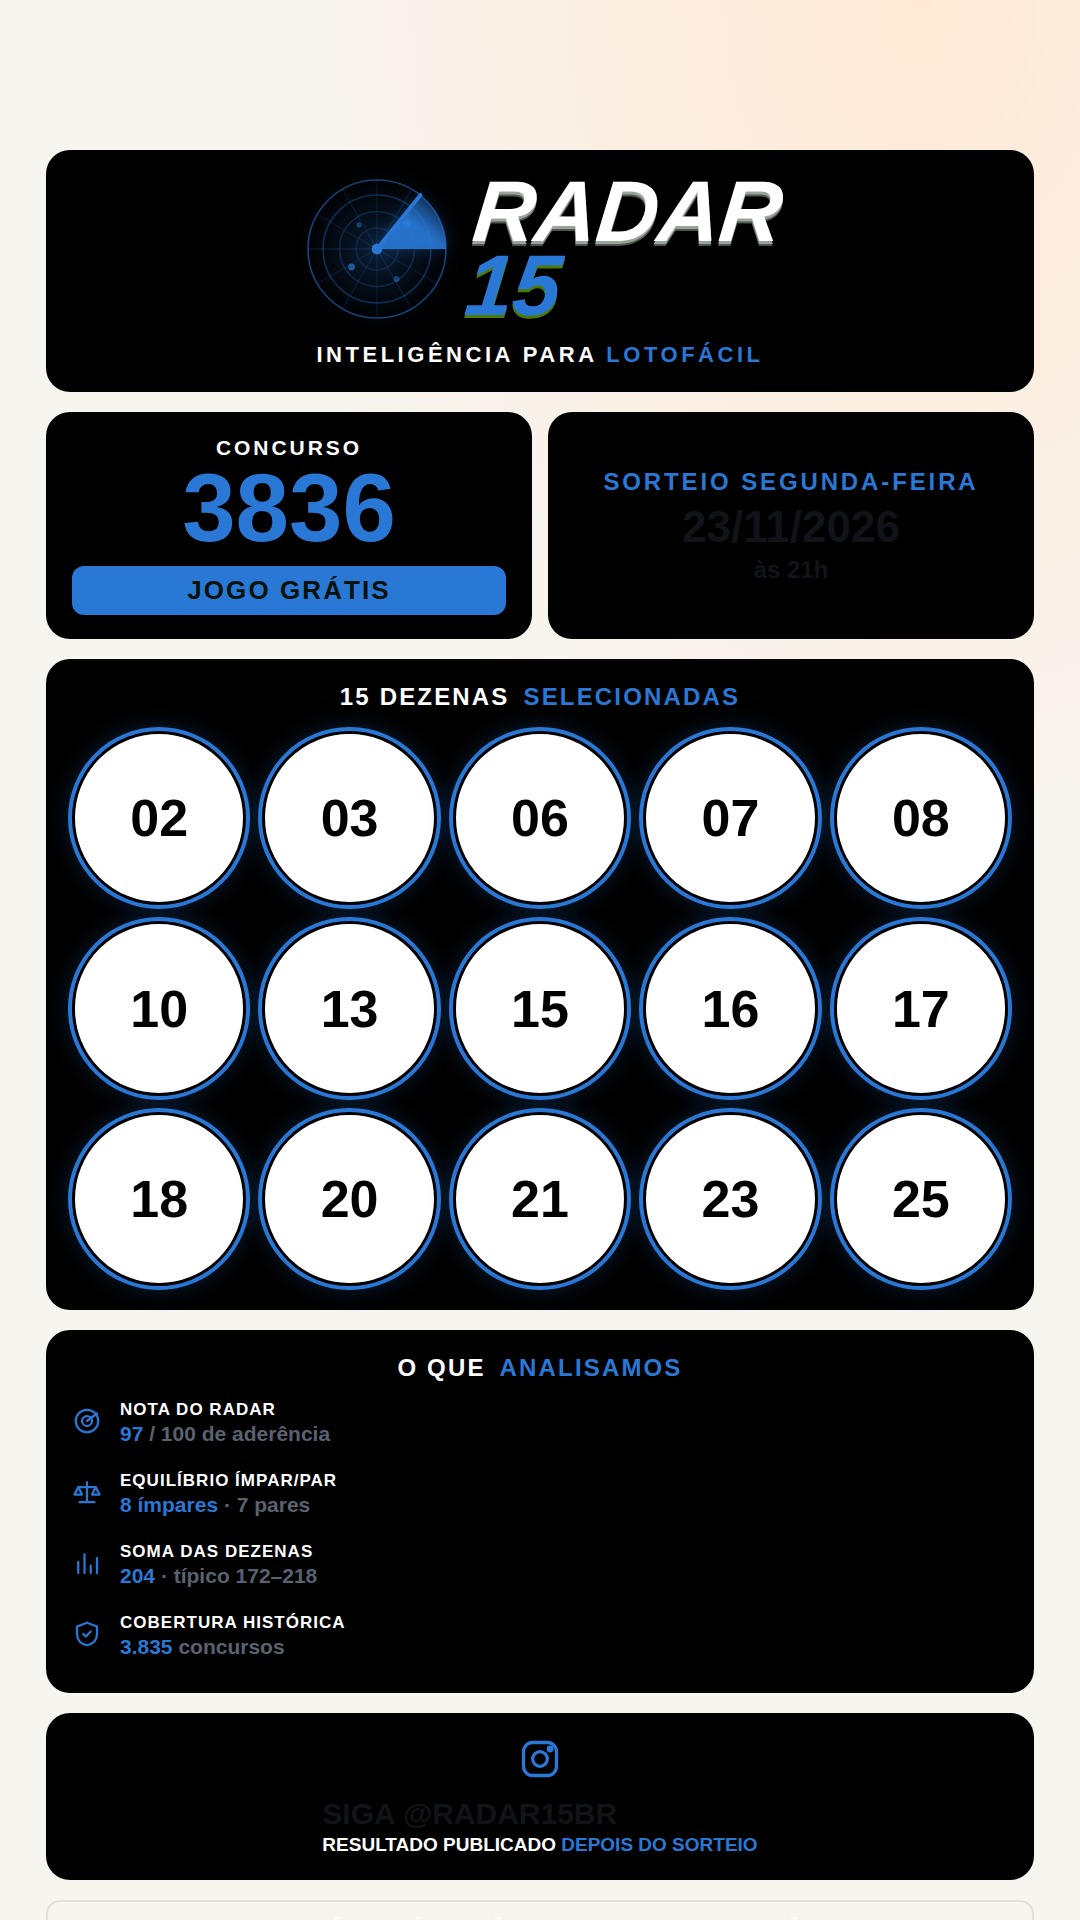 RADAR
15
INTELIGÊNCIA PARA LOTOFÁCIL
CONCURSO
3836
JOGO GRÁTIS
SORTEIO SEGUNDA-FEIRA
23/11/2026
às 21h
15 DEZENAS SELECIONADAS
02 03 06 07 08
10 13 15 16 17
18 20 21 23 25
O QUE ANALISAMOS
NOTA DO RADAR
97 / 100 de aderência
EQUILÍBRIO ÍMPAR/PAR
8 ímpares · 7 pares
SOMA DAS DEZENAS
204 · típico 172–218
COBERTURA HISTÓRICA
3.835 concursos
SIGA @RADAR15BR
RESULTADO PUBLICADO DEPOIS DO SORTEIO